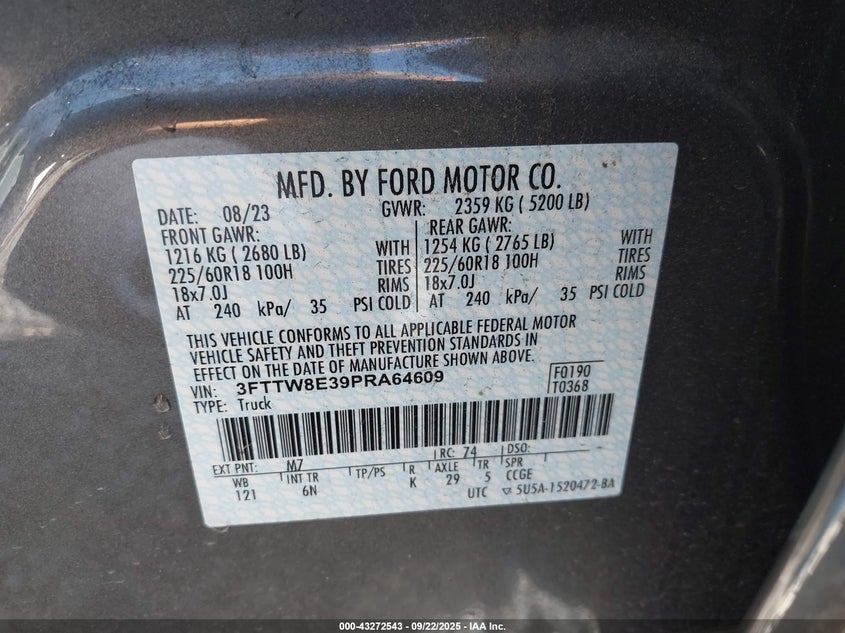 MFD. BY FORD MOTOR CO.
DATE: 08/23 GVWR: 2359 KG ( 5200 LB)
FRONT GAWR: REAR GAWR:
1216 KG ( 2680 LB) WITH 1254 KG ( 2765 LB) WITH
225/60R18 100H TIRES 225/60R18 100H TIRES
18x7.0J RIMS 18x7.0J RIMS
AT 240 kPa/ 35 PSI COLD AT 240 kPa/ 35 PSI COLD
THIS VEHICLE CONFORMS TO ALL APPLICABLE FEDERAL MOTOR
VEHICLE SAFETY AND THEFT PREVENTION STANDARDS IN
EFFECT ON THE DATE OF MANUFACTURE SHOWN ABOVE.
VIN: 3FTTW8E39PRA64609 F0190
TYPE: Truck T0368
EXT PNT: M7 RC: 74 DSO:
WB INT TR TP/PS R AXLE TR SPR
121 6N K 29 5 CCGE
UTC 5U5A-1520472-BA
000-43272543 / 09/22/2025 - IAA Inc.